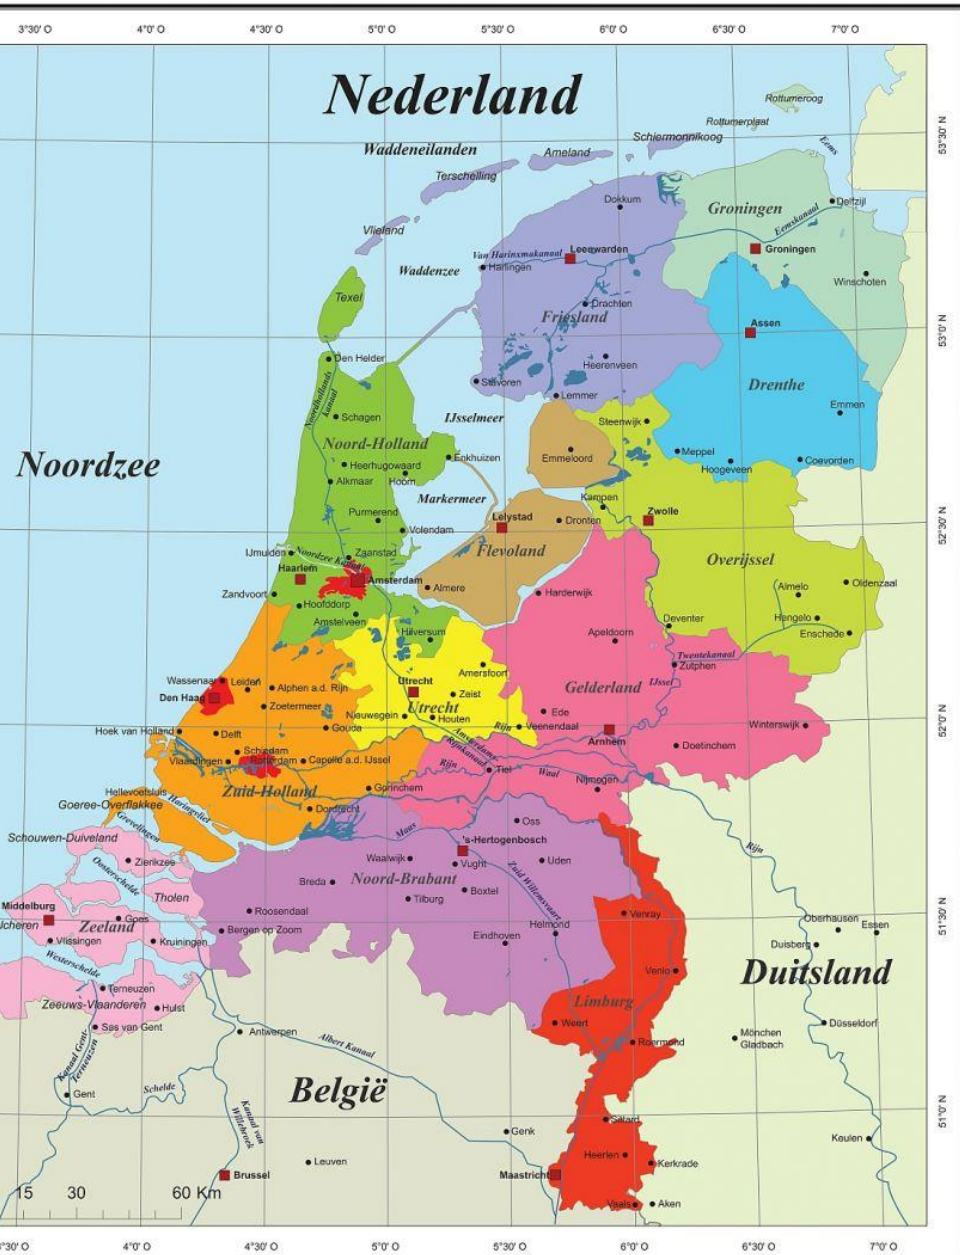 3°30' O 4°0' O 4°30' O 5°0' O 5°30' O 6°0' O 6°30' O 7°0' O
Nederland
Rottumeroog
Rottumerplaat
Schiermonnikoog
53°30' N
Waddeneilanden
Ameland
Eems
Terschelling
Dokkum
Groningen
Delfzijl
Eemskanaal
Vlieland
Van Harinxmakanaal
Leeuwarden
Groningen
Waddenzee
Harlingen
Winschoten
Texel
Drachten
Friesland
Assen
53°0' N
Den Helder
Heerenveen
Noordhollands kanaal
Stavoren
Lemmer
Drenthe
Schagen
IJsselmeer
Steenwijk
Emmen
Noord-Holland
Noordzee
Enkhuizen
Emmeloord
Meppel
Heerhugowaard
Hoogeveen
Coevorden
Alkmaar
Hoorn
Markermeer
Kampen
Purmerend
Lelystad
Dronten
Zwolle
52°30' N
Volendam
IJmuiden
Noordzee Kanaal
Zaanstad
Flevoland
Overijssel
Haarlem
Amsterdam
Almere
Harderwijk
Almelo
Oldenzaal
Zandvoort
Hoofddorp
Amstelveen
Hilversum
Apeldoorn
Deventer
Hengelo
Enschede
Twentekanaal
Amersfoort
Zutphen
Wassenaar
Leiden
Alphen a.d. Rijn
Utrecht
Zeist
Gelderland
IJssel
Den Haag
Zoetermeer
Utrecht
Nieuwegein
Houten
Ede
Hoek van Holland
Delft
Gouda
Rijn
Veenendaal
Winterswijk
52°0' N
Amsterdams Rijnkanaal
Arnhem
Doetinchem
Schiedam
Vlaardingen
Rotterdam
Capelle a.d. IJssel
Rijn
Tiel
Waal
Nijmegen
Hellevoetsluis
Zuid-Holland
Gorinchem
Goeree-Overflakkee
Haringvliet
Dordrecht
Grevelingen
Oss
Maas
Schouwen-Duiveland
's-Hertogenbosch
Rijn
Zierikzee
Waalwijk
Vught
Uden
Oosterschelde
Breda
Noord-Brabant
Zuid Willemsvaart
Tholen
Boxtel
Tilburg
Middelburg
Roosendaal
Venray
Oberhausen
Essen
51°30' N
lcheren
Goes
Zeeland
Bergen op Zoom
Helmond
Vlissingen
Kruiningen
Eindhoven
Duisberg
Westerschelde
Venlo
Duitsland
Terneuzen
Zeeuws-Vlaanderen
Hulst
Limburg
Sas van Gent
Weert
Düsseldorf
Antwerpen
Roermond
Mönchen
Gladbach
Kanaal Gent-Terneuzen
Albert Kanaal
België
Gent
Schelde
Kanaal van Willebroek
Sittard
51°0' N
Genk
Keulen
Heerlen
Leuven
Kerkrade
Brussel
Maastricht
15 30 60 Km
Vaals
Aken
3°30' O 4°0' O 4°30' O 5°0' O 5°30' O 6°0' O 6°30' O 7°0' O